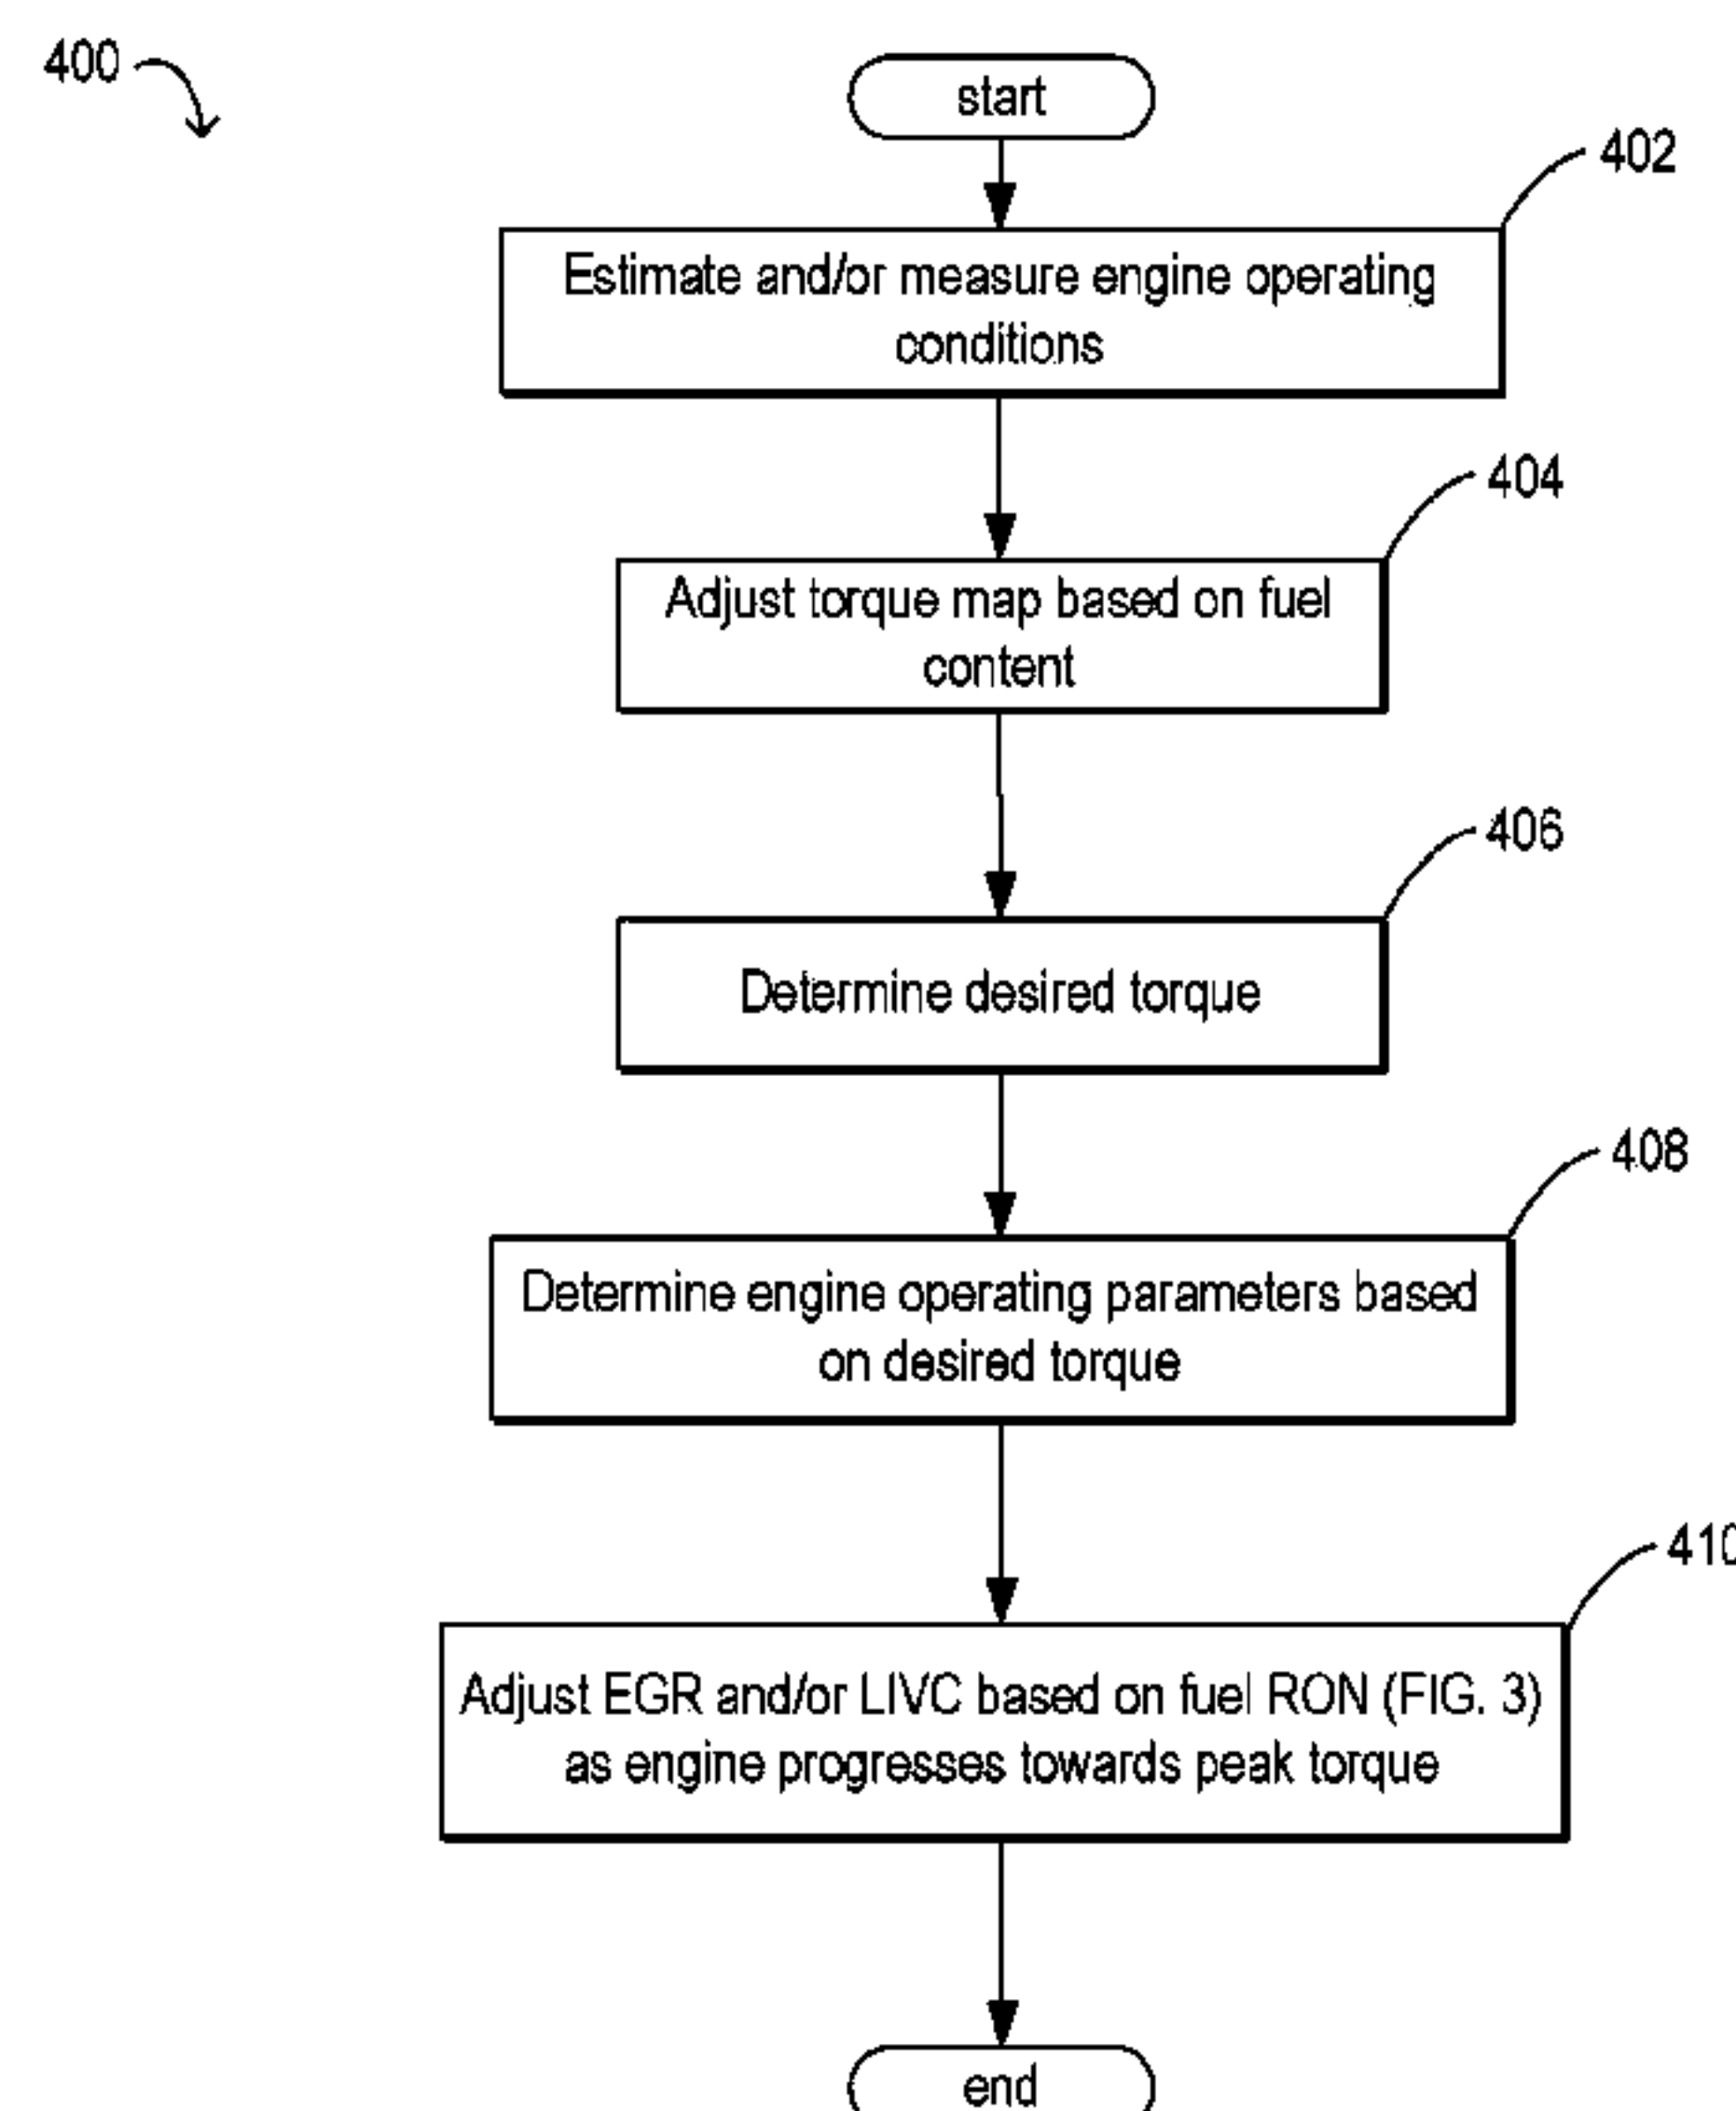 400
start
402
Estimate and/or measure engine operating
conditions
404
Adjust torque map based on fuel
content
406
Determine desired torque
408
Determine engine operating parameters based
on desired torque
410
Adjust EGR and/or LIVC based on fuel RON (FIG. 3)
as engine progresses towards peak torque
end